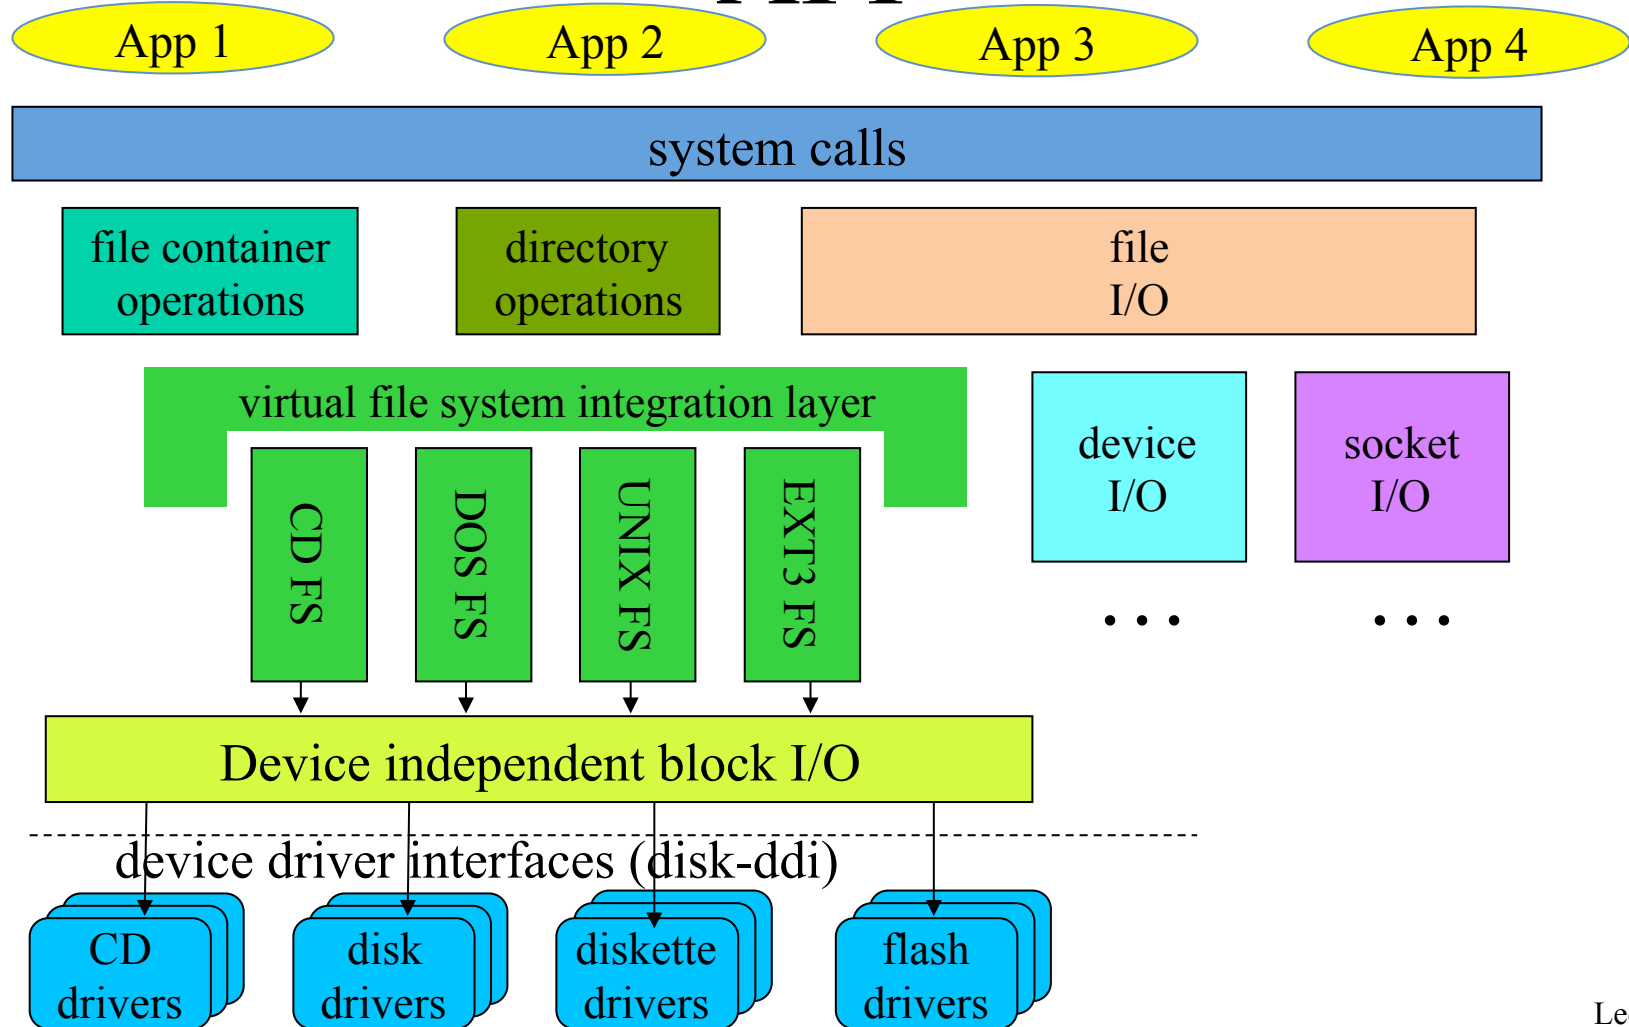 App 1
App 2
App 3
App 4
system calls
file container
operations
directory
operations
file
I/O
virtual file system integration layer
device
I/O
socket
I/O
CD FS
DOS FS
UNIX FS
EXT3 FS
. . .
. . .
Device independent block I/O
device driver interfaces (disk-ddi)
CD
drivers
disk
drivers
diskette
drivers
flash
drivers